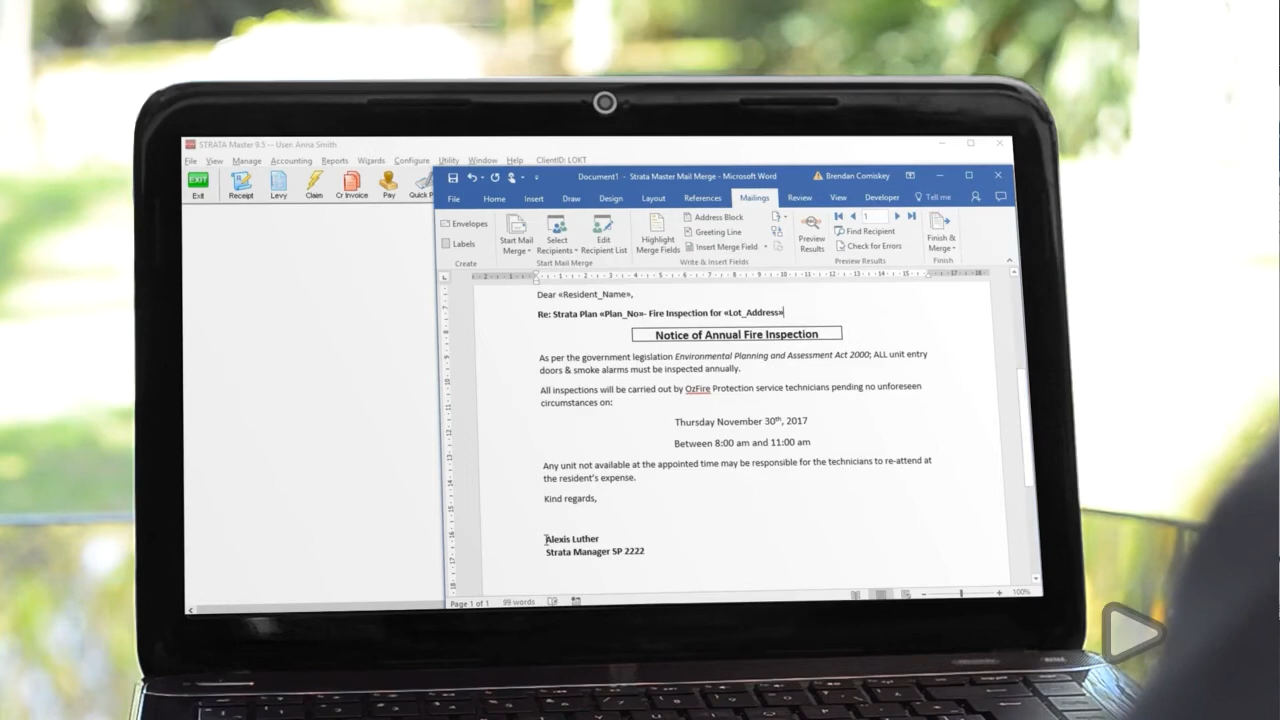 STRATA Master 9.5 -- User: Anna Smith
File View Manage Accounting Reports Wizards Configure Utility Window Help ClientID: LOKT
Exit Receipt Levy Claim Cr Invoice Pay Quick P
EXIT
Document1 - Strata Master Mail Merge - Microsoft Word Brendan Comiskey
File Home Insert Draw Design Layout References Mailings Review View Developer Tell me
Envelopes
Labels
Create
Start Mail Merge
Select Recipients
Edit Recipient List
Start Mail Merge
Highlight Merge Fields
Address Block
Greeting Line
Insert Merge Field
Write & Insert Fields
Preview Results
1
Find Recipient
Check for Errors
Preview Results
Finish & Merge
Finish
Dear «Resident_Name»,
Re: Strata Plan «Plan_No»- Fire Inspection for «Lot_Address»
Notice of Annual Fire Inspection
As per the government legislation Environmental Planning and Assessment Act 2000; ALL unit entry
doors & smoke alarms must be inspected annually.
All inspections will be carried out by OzFire Protection service technicians pending no unforeseen
circumstances on:
Thursday November 30th, 2017
Between 8:00 am and 11:00 am
Any unit not available at the appointed time may be responsible for the technicians to re-attend at
the resident's expense.
Kind regards,
Alexis Luther
Strata Manager SP 2222
Page 1 of 1 99 words 100%